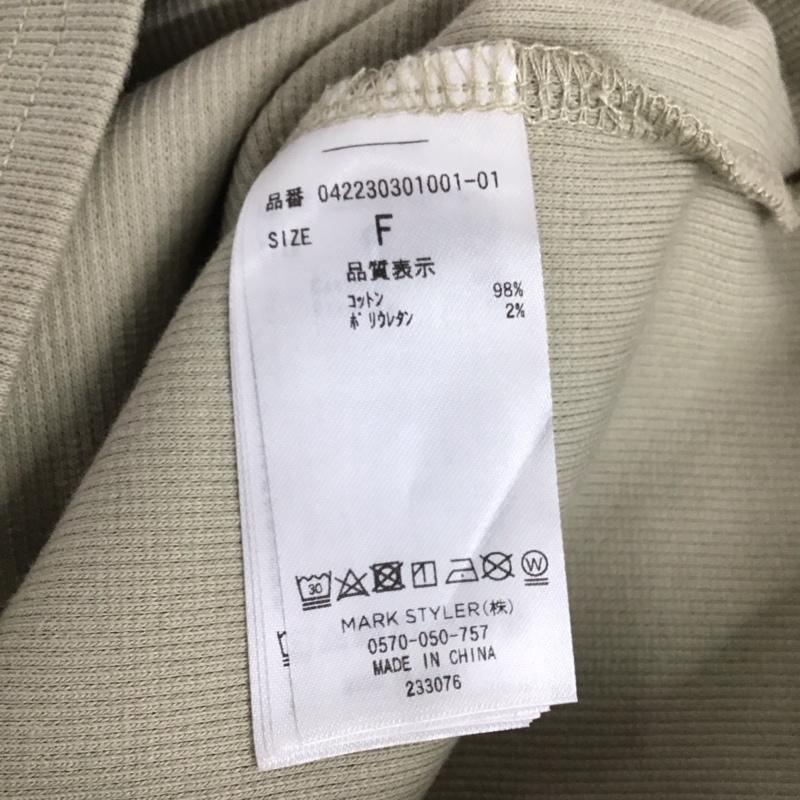 品番 042230301001-01
SIZE F
品質表示
コットン 98%
ポリウレタン 2%
30 W
MARK STYLER(株)
0570-050-757
MADE IN CHINA
233076